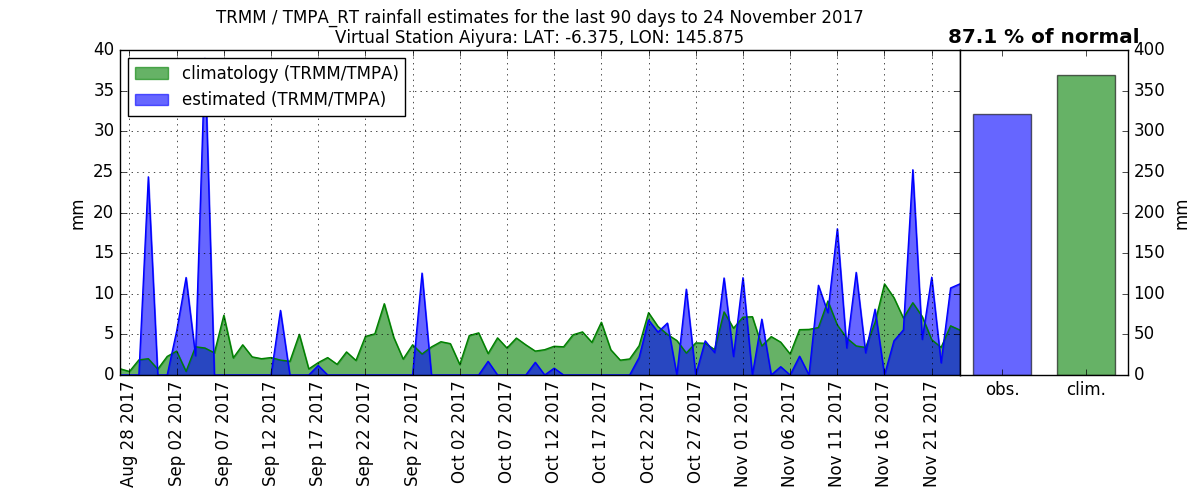 TRMM / TMPA_RT rainfall estimates for the last 90 days to 24 November 2017
Virtual Station Aiyura: LAT: -6.375, LON: 145.875
87.1 % of normal
climatology (TRMM/TMPA)
estimated (TRMM/TMPA)
40
35
30
25
20
15
10
5
0
mm
Aug 28 2017
Sep 02 2017
Sep 07 2017
Sep 12 2017
Sep 17 2017
Sep 22 2017
Sep 27 2017
Oct 02 2017
Oct 07 2017
Oct 12 2017
Oct 17 2017
Oct 22 2017
Oct 27 2017
Nov 01 2017
Nov 06 2017
Nov 11 2017
Nov 16 2017
Nov 21 2017
obs.
clim.
400
350
300
250
200
150
100
50
0
mm